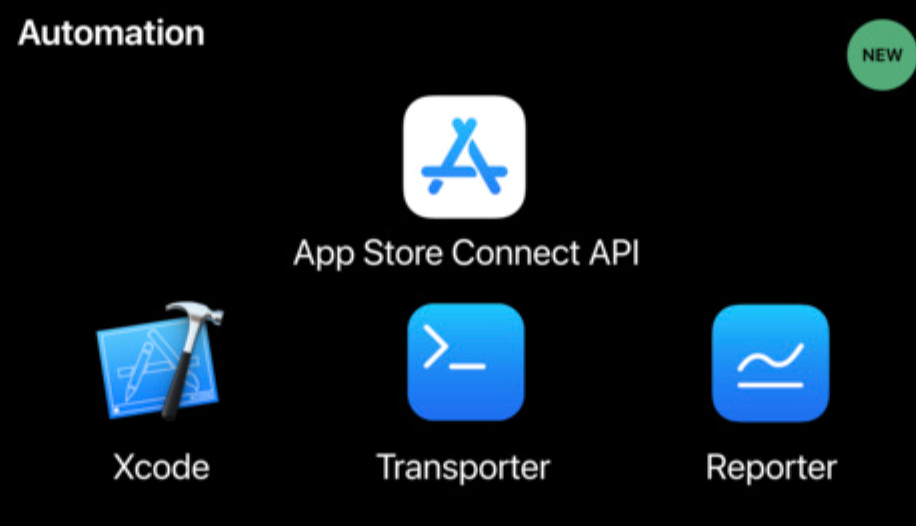 Automation
NEW
App Store Connect API
Xcode
Transporter
Reporter